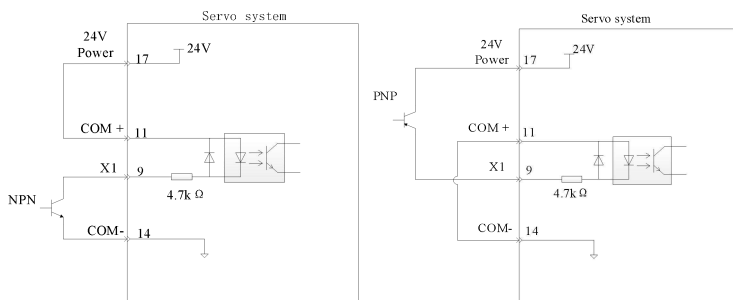 Servo system
24V
Power
17
24V
COM +
11
X1
9
4.7k Ω
NPN
COM-
14
Servo system
24V
Power
17
24V
PNP
COM +
11
X1
9
4.7k Ω
COM-
14